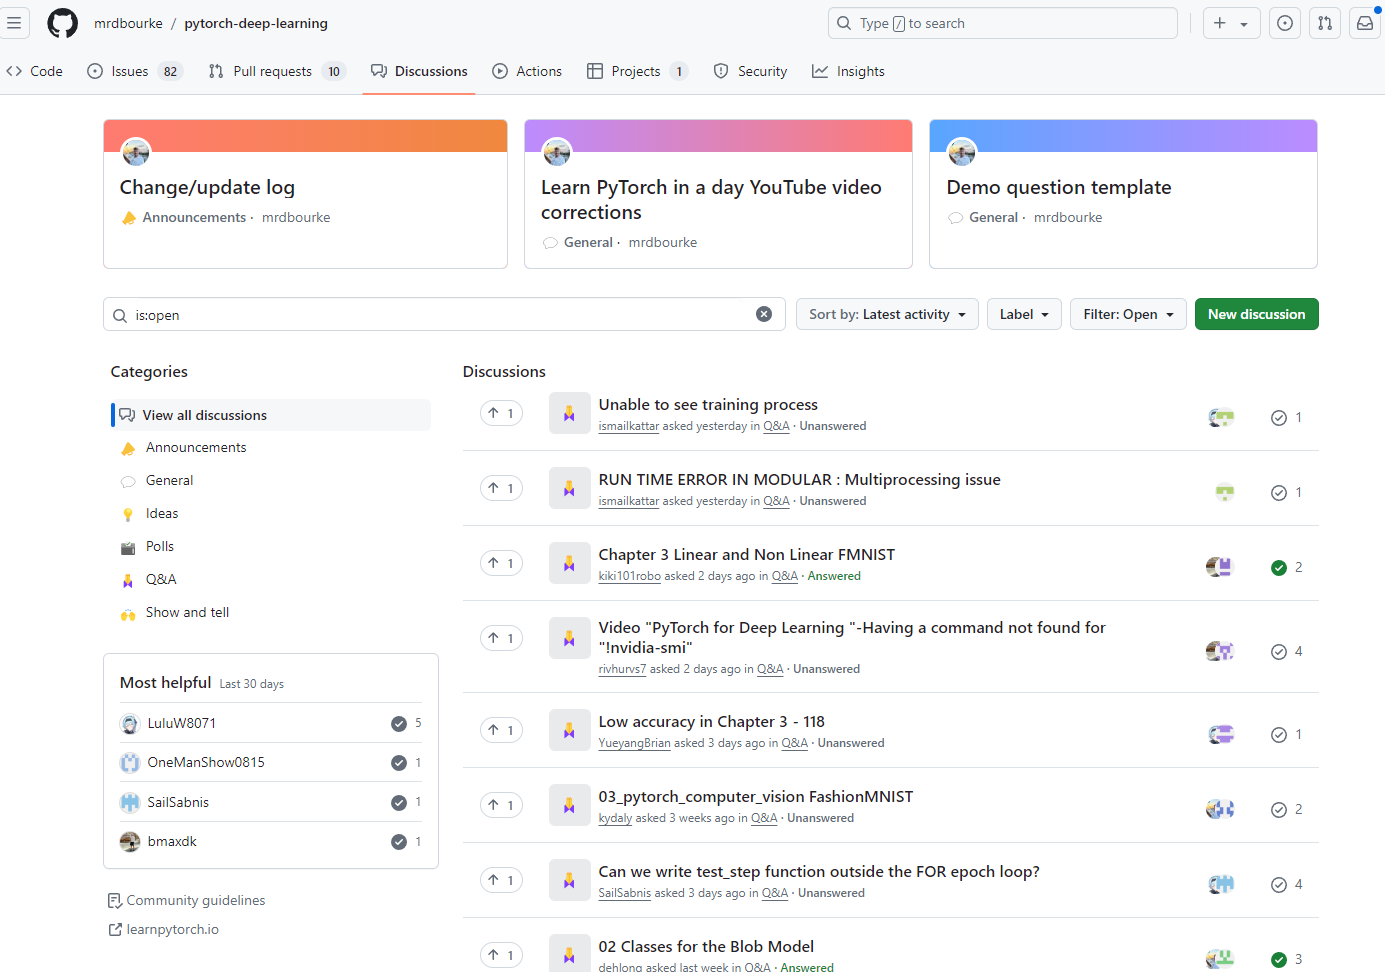 mrdbourke / pytorch-deep-learning
Type / to search
Code
Issues 82
Pull requests 10
Discussions
Actions
Projects 1
Security
Insights
Change/update log
Announcements · mrdbourke
Learn PyTorch in a day YouTube video
corrections
General · mrdbourke
Demo question template
General · mrdbourke
is:open
Sort by: Latest activity
Label
Filter: Open
New discussion
Categories
View all discussions
Announcements
General
Ideas
Polls
Q&A
Show and tell
Most helpful Last 30 days
LuluW8071 5
OneManShow0815 1
SailSabnis 1
bmaxdk 1
Community guidelines
learnpytorch.io
Discussions
1
Unable to see training process
ismailkattar asked yesterday in Q&A · Unanswered
1
1
RUN TIME ERROR IN MODULAR : Multiprocessing issue
ismailkattar asked yesterday in Q&A · Unanswered
1
1
Chapter 3 Linear and Non Linear FMNIST
kiki101robo asked 2 days ago in Q&A · Answered
2
1
Video "PyTorch for Deep Learning "-Having a command not found for
"!nvidia-smi"
rivhurvs7 asked 2 days ago in Q&A · Unanswered
4
1
Low accuracy in Chapter 3 - 118
YueyangBrian asked 3 days ago in Q&A · Unanswered
1
1
03_pytorch_computer_vision FashionMNIST
kydaly asked 3 weeks ago in Q&A · Unanswered
2
1
Can we write test_step function outside the FOR epoch loop?
SailSabnis asked 3 days ago in Q&A · Unanswered
4
1
02 Classes for the Blob Model
dehlong asked last week in Q&A · Answered
3